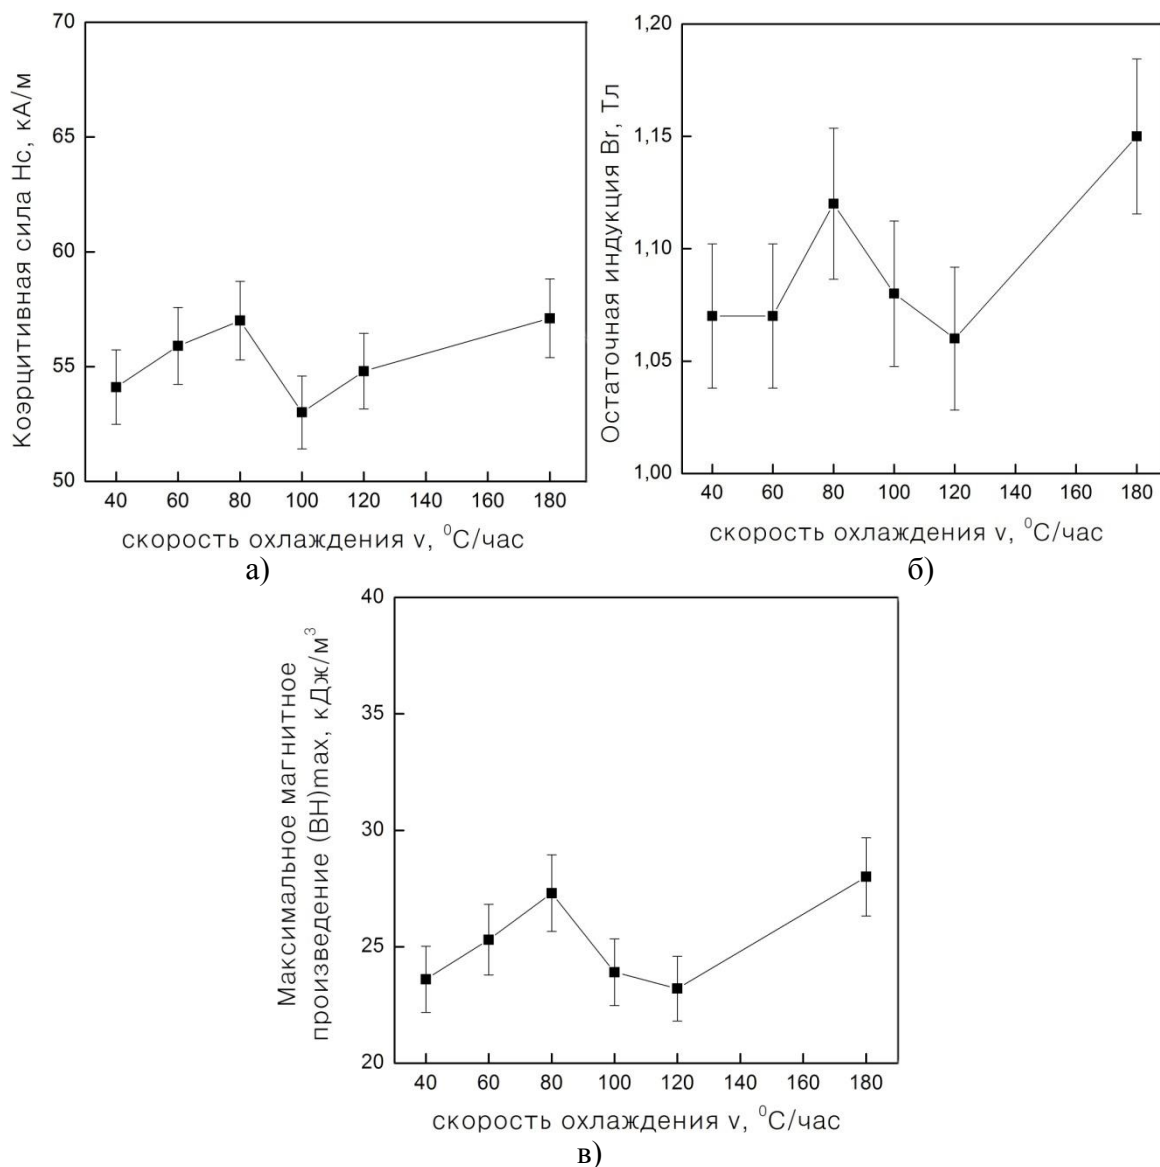 Коэрцитивная сила Hc, кА/м
70
65
60
55
50
40 60 80 100 120 140 160 180
скорость охлаждения v, ⁰C/час
а)
Остаточная индукция Br, Тл
1,20
1,15
1,10
1,05
1,00
40 60 80 100 120 140 160 180
скорость охлаждения v, ⁰C/час
б)
Максимальное магнитное
произведение (BH)max, кДж/м³
40
35
30
25
20
40 60 80 100 120 140 160 180
скорость охлаждения v, ⁰C/час
в)